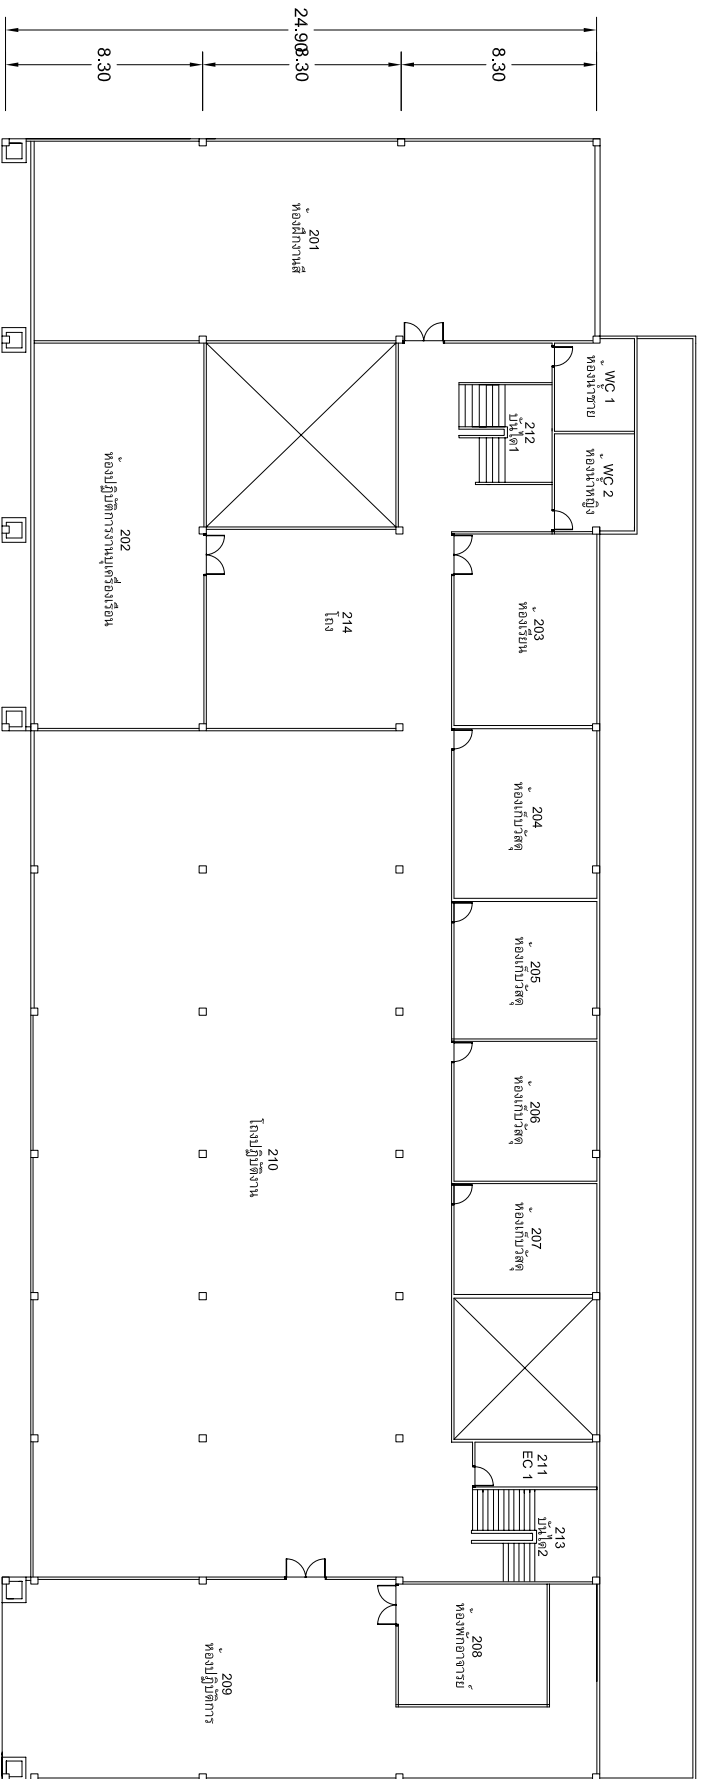 24.90
8.30
8.30
8.30
201
ห้องฝึกงานสี
WC 1
ห้องน้ำชาย
WC 2
ห้องน้ำหญิง
212
บันได1
202
ห้องปฏิบัติการงานบุเครื่องเรือน
214
โถง
203
ห้องเรียน
204
ห้องเก็บวัสดุ
205
ห้องเก็บวัสดุ
206
ห้องเก็บวัสดุ
207
ห้องเก็บวัสดุ
210
โถงปฏิบัติงาน
211
EC 1
213
บันได2
208
ห้องพักอาจารย์
209
ห้องปฏิบัติการ